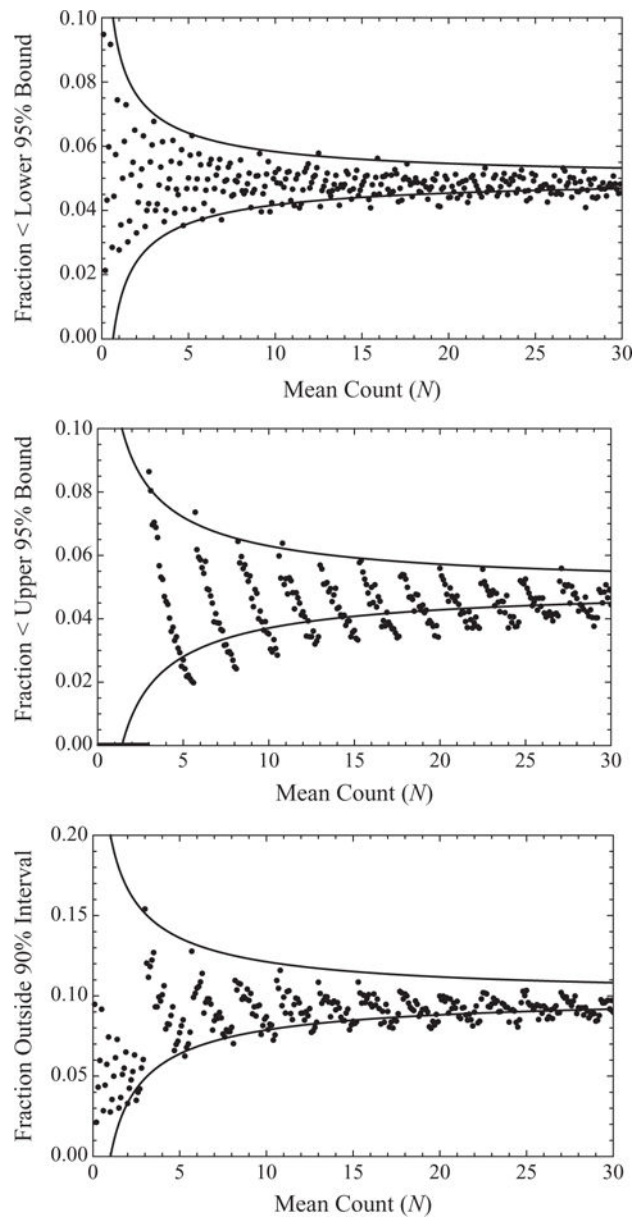 Fraction < Lower 95% Bound
0.10
0.08
0.06
0.04
0.02
0.00
0 5 10 15 20 25 30
Mean Count (N)
Fraction < Upper 95% Bound
0.10
0.08
0.06
0.04
0.02
0.00
0 5 10 15 20 25 30
Mean Count (N)
Fraction Outside 90% Interval
0.20
0.15
0.10
0.05
0.00
0 5 10 15 20 25 30
Mean Count (N)